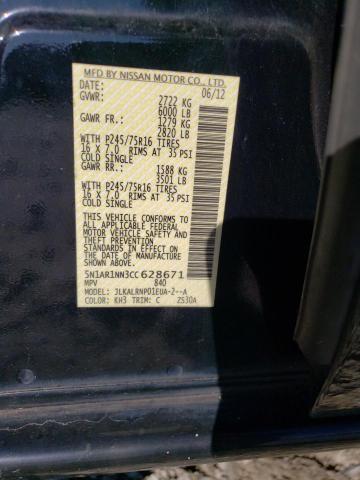 MFD BY NISSAN MOTOR CO., LTD.
DATE: 06/12
GVWR: 2722 KG
6000 LB
GAWR FR: 1279 KG
2820 LB
WITH P245/75R16 TIRES
16 X 7.0 RIMS AT 35 PSI
COLD SINGLE
GAWR RR: 1588 KG
3501 LB
WITH P245/75R16 TIRES
16 X 7.0 RIMS AT 35 PSI
COLD SINGLE
THIS VEHICLE CONFORMS TO
ALL APPLICABLE FEDERAL
MOTOR VEHICLE SAFETY
STANDARDS IN EFFECT ON
THE DATE OF MANUFACTURE
SHOWN ABOVE.
5N1AR1NN3CC628671
MPV 840
MODEL: JLKALRNP01EUA-2--A
COLOR: KH3 TRIM: C ZS30A